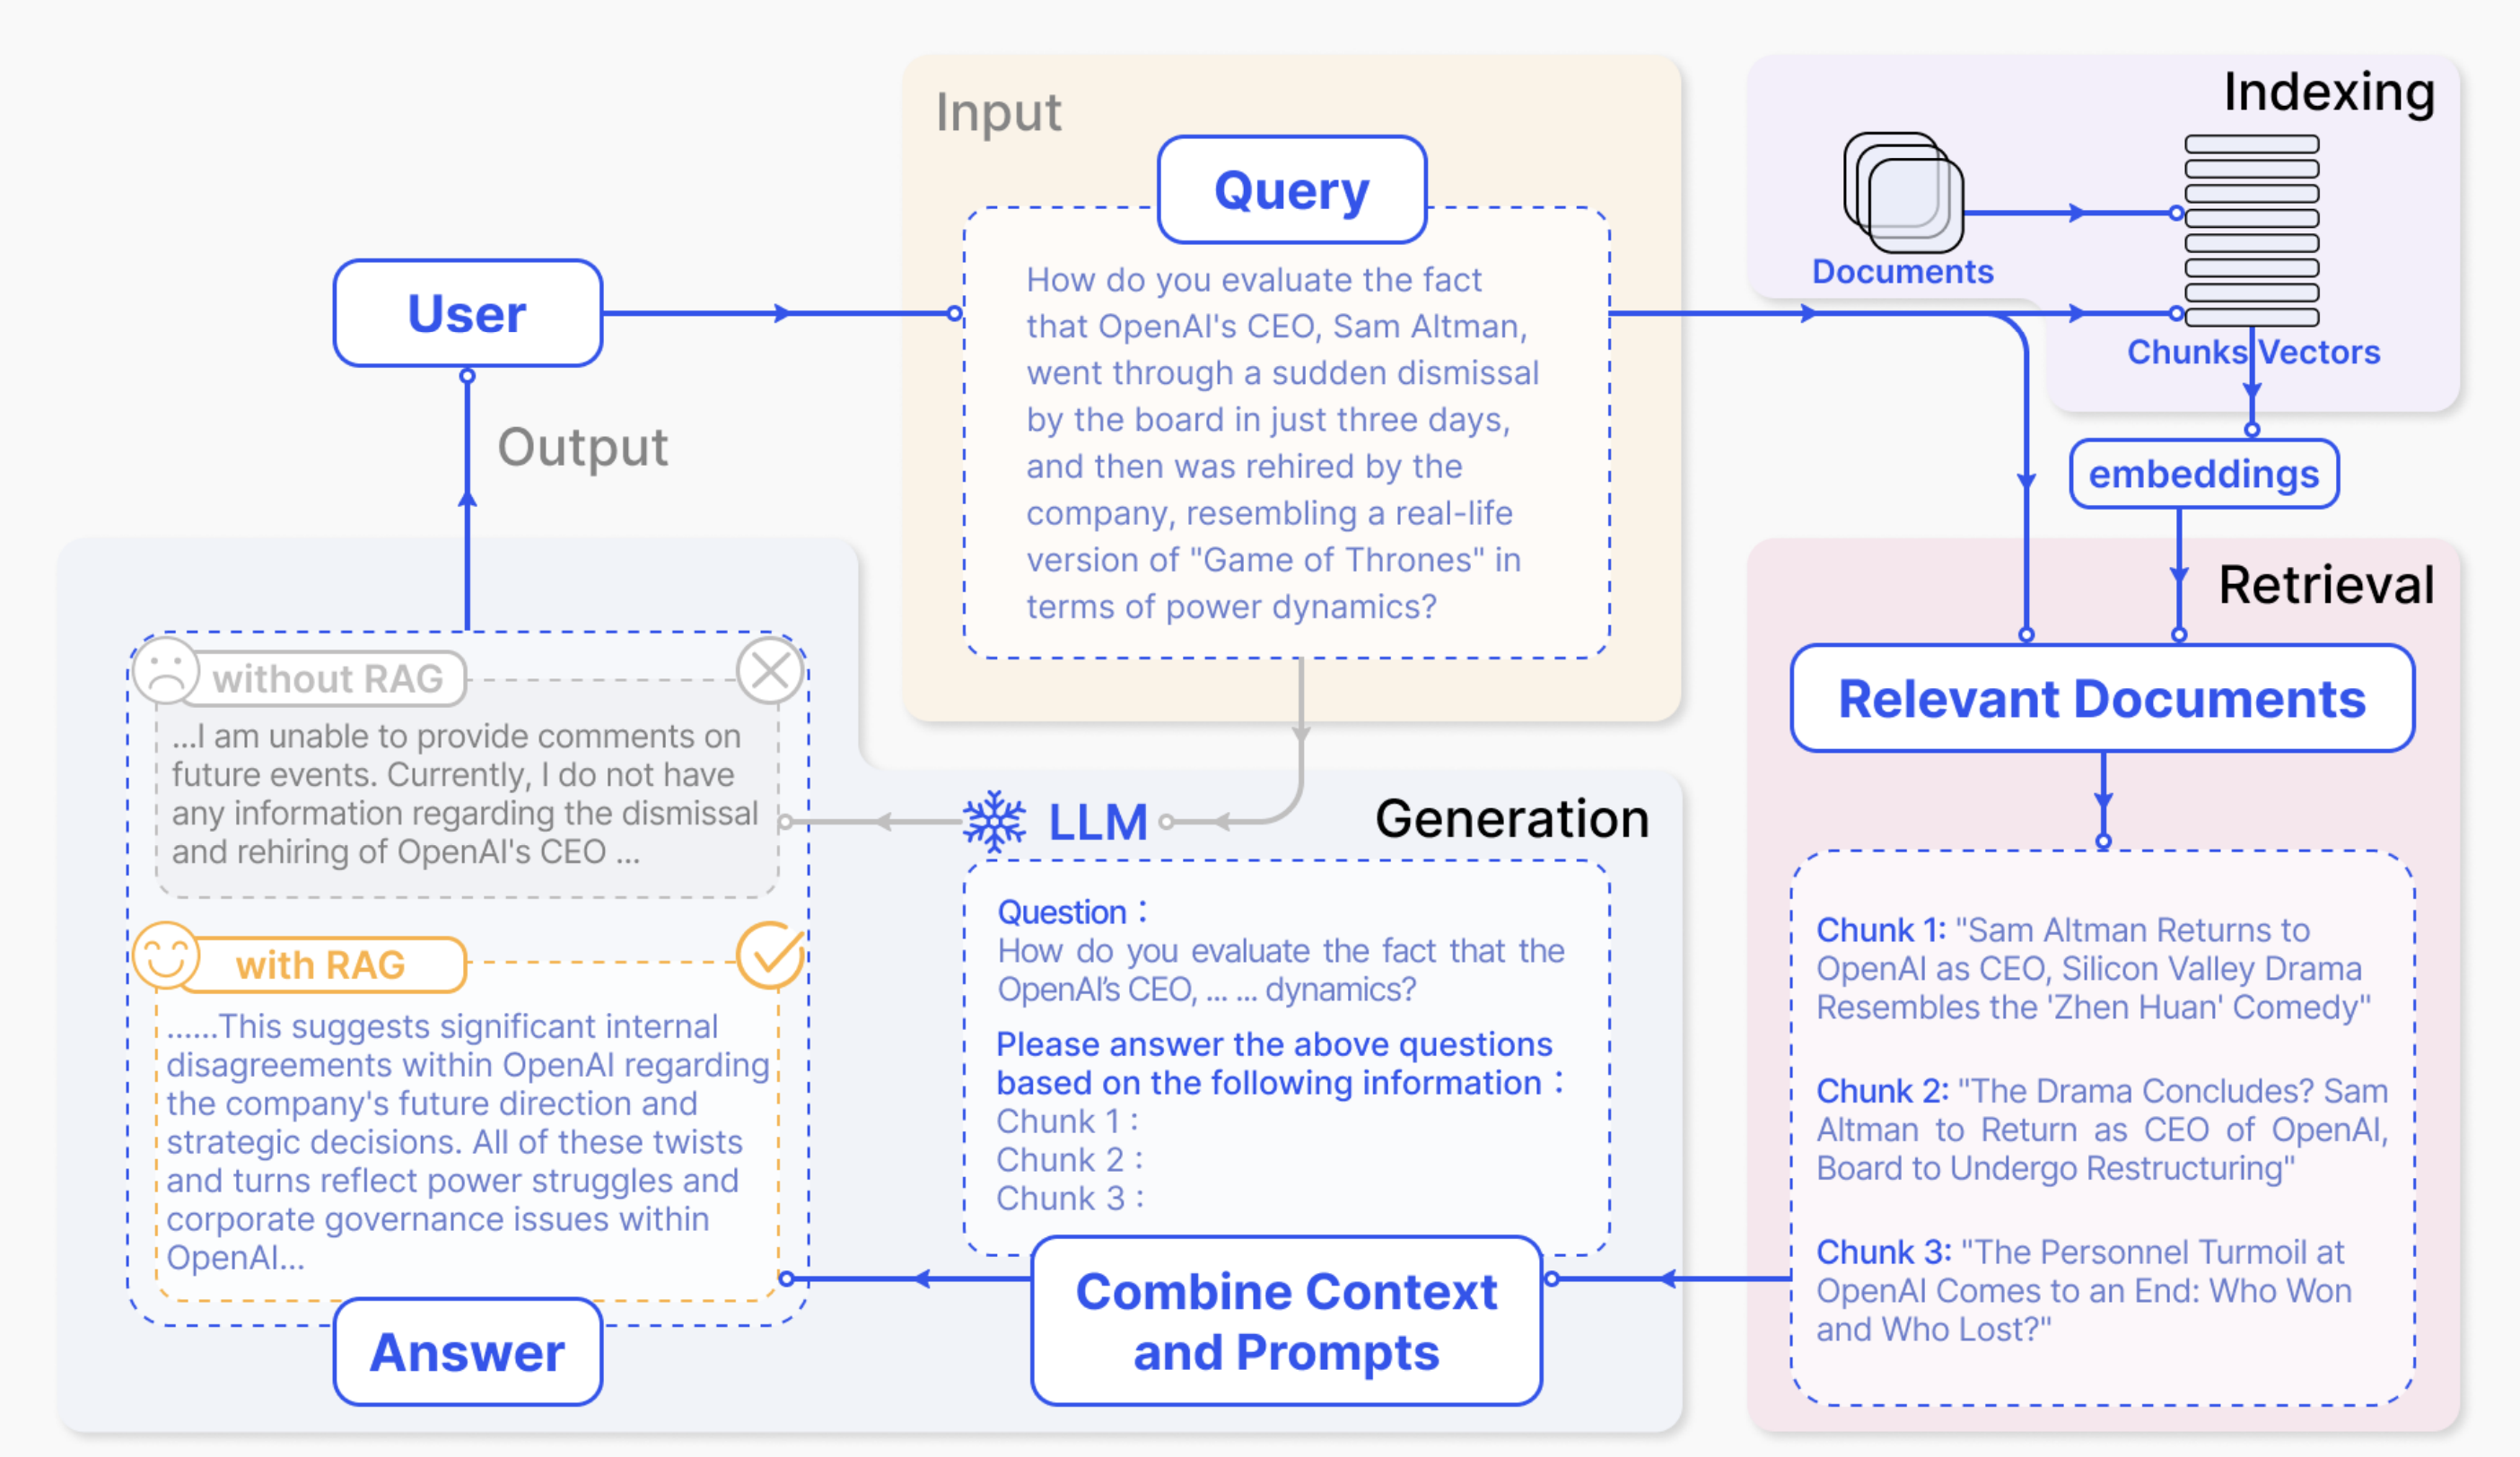 Input
Query
How do you evaluate the fact
that OpenAI's CEO, Sam Altman,
went through a sudden dismissal
by the board in just three days,
and then was rehired by the
company, resembling a real-life
version of "Game of Thrones" in
terms of power dynamics?
Indexing
Documents
Chunks Vectors
embeddings
User
Output
Retrieval
Relevant Documents
Chunk 1: "Sam Altman Returns to
OpenAI as CEO, Silicon Valley Drama
Resembles the 'Zhen Huan' Comedy"
Chunk 2: "The Drama Concludes? Sam
Altman to Return as CEO of OpenAI,
Board to Undergo Restructuring"
Chunk 3: "The Personnel Turmoil at
OpenAI Comes to an End: Who Won
and Who Lost?"
Generation
LLM
Question :
How do you evaluate the fact that the
OpenAI's CEO, ... ... dynamics?
Please answer the above questions
based on the following information :
Chunk 1 :
Chunk 2 :
Chunk 3 :
Combine Context
and Prompts
without RAG
...I am unable to provide comments on
future events. Currently, I do not have
any information regarding the dismissal
and rehiring of OpenAI's CEO ...
with RAG
......This suggests significant internal
disagreements within OpenAI regarding
the company's future direction and
strategic decisions. All of these twists
and turns reflect power struggles and
corporate governance issues within
OpenAI...
Answer